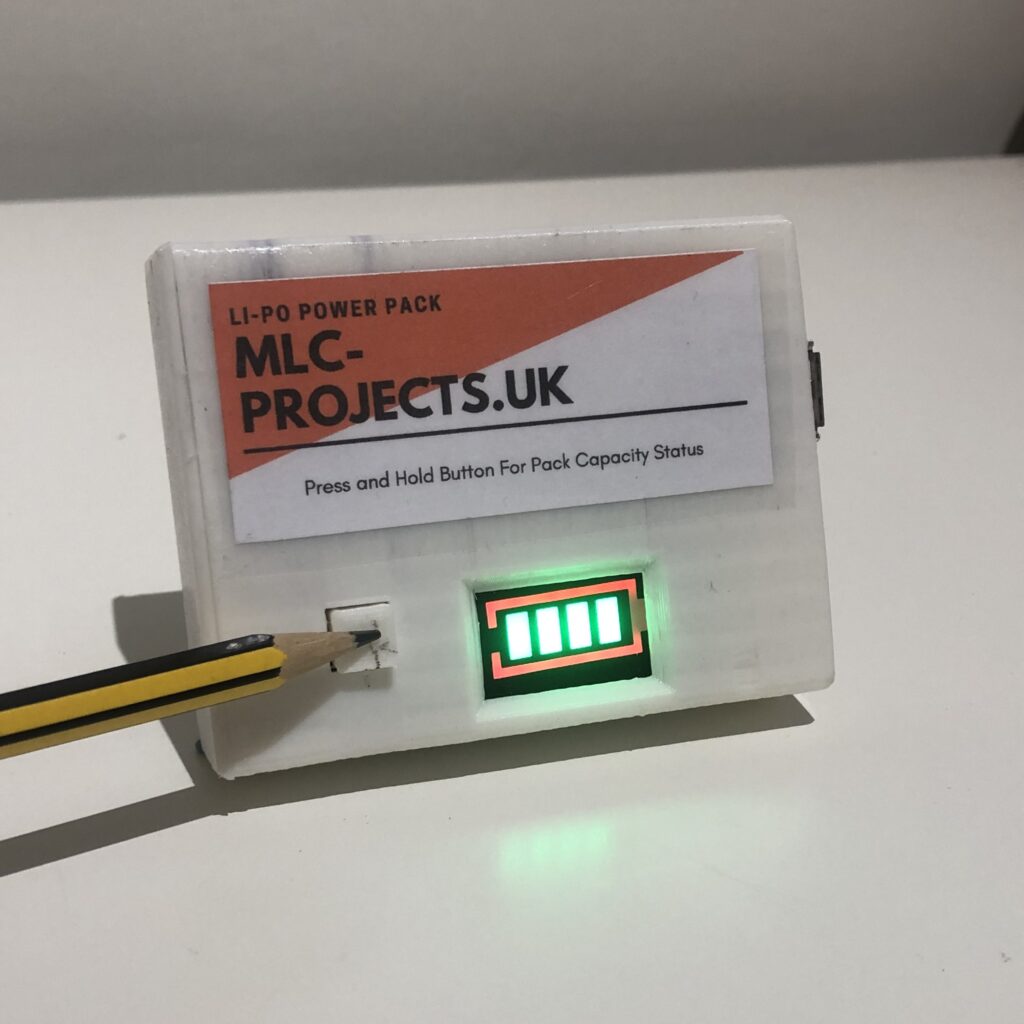 LI-PO POWER PACK
MLC-
PROJECTS.UK
Press and Hold Button For Pack Capacity Status